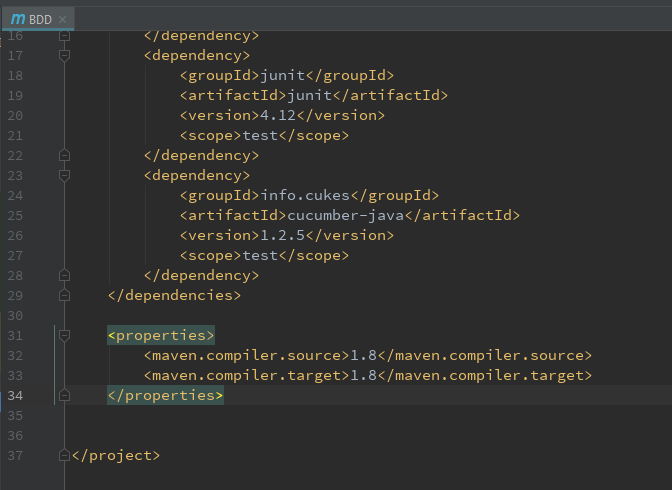 m BDD ×
16 </dependency>
17 <dependency>
18 <groupId>junit</groupId>
19 <artifactId>junit</artifactId>
20 <version>4.12</version>
21 <scope>test</scope>
22 </dependency>
23 <dependency>
24 <groupId>info.cukes</groupId>
25 <artifactId>cucumber-java</artifactId>
26 <version>1.2.5</version>
27 <scope>test</scope>
28 </dependency>
29 </dependencies>
30
31 <properties>
32 <maven.compiler.source>1.8</maven.compiler.source>
33 <maven.compiler.target>1.8</maven.compiler.target>
34 </properties>
35
36
37 </project>